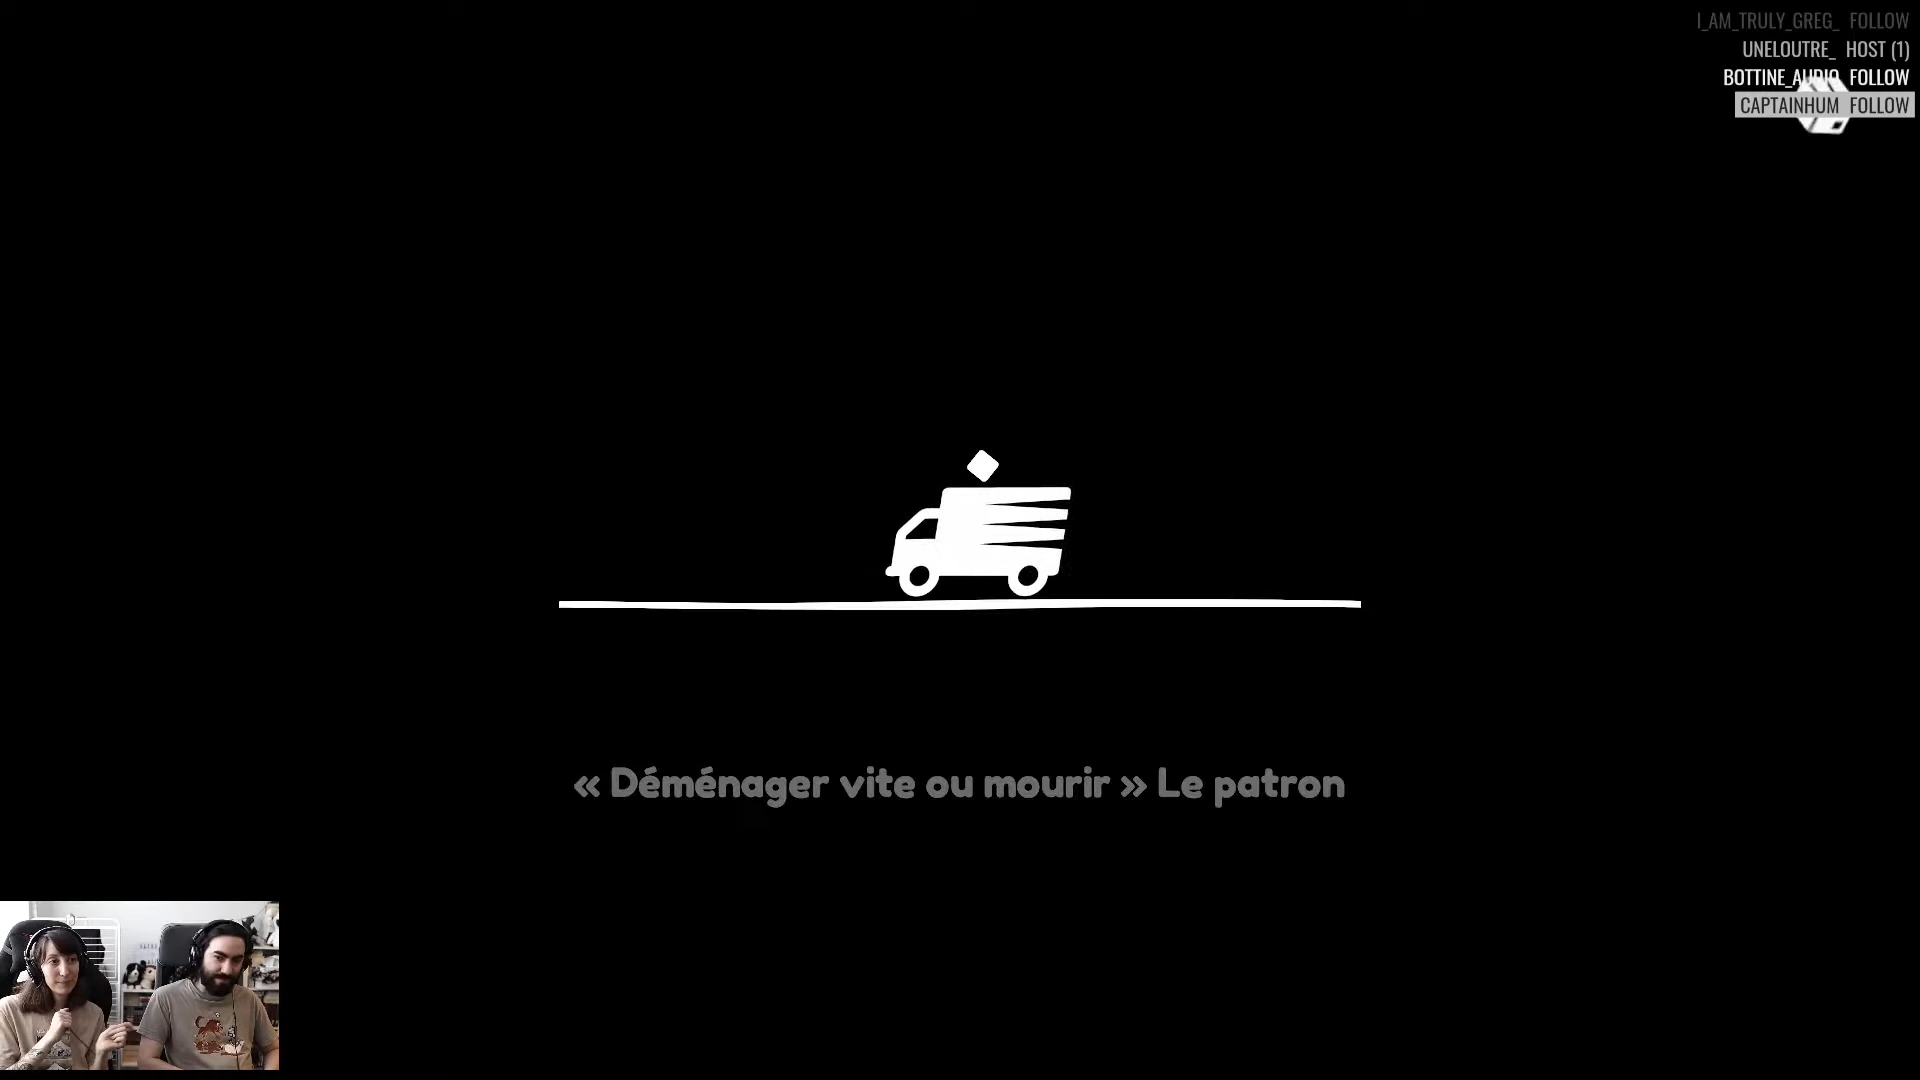 I_AM_TRULY_GREG_ FOLLOW
UNELOUTRE_ HOST (1)
BOTTINE_AUDIO FOLLOW
CAPTAINHUM FOLLOW
« Déménager vite ou mourir » Le patron